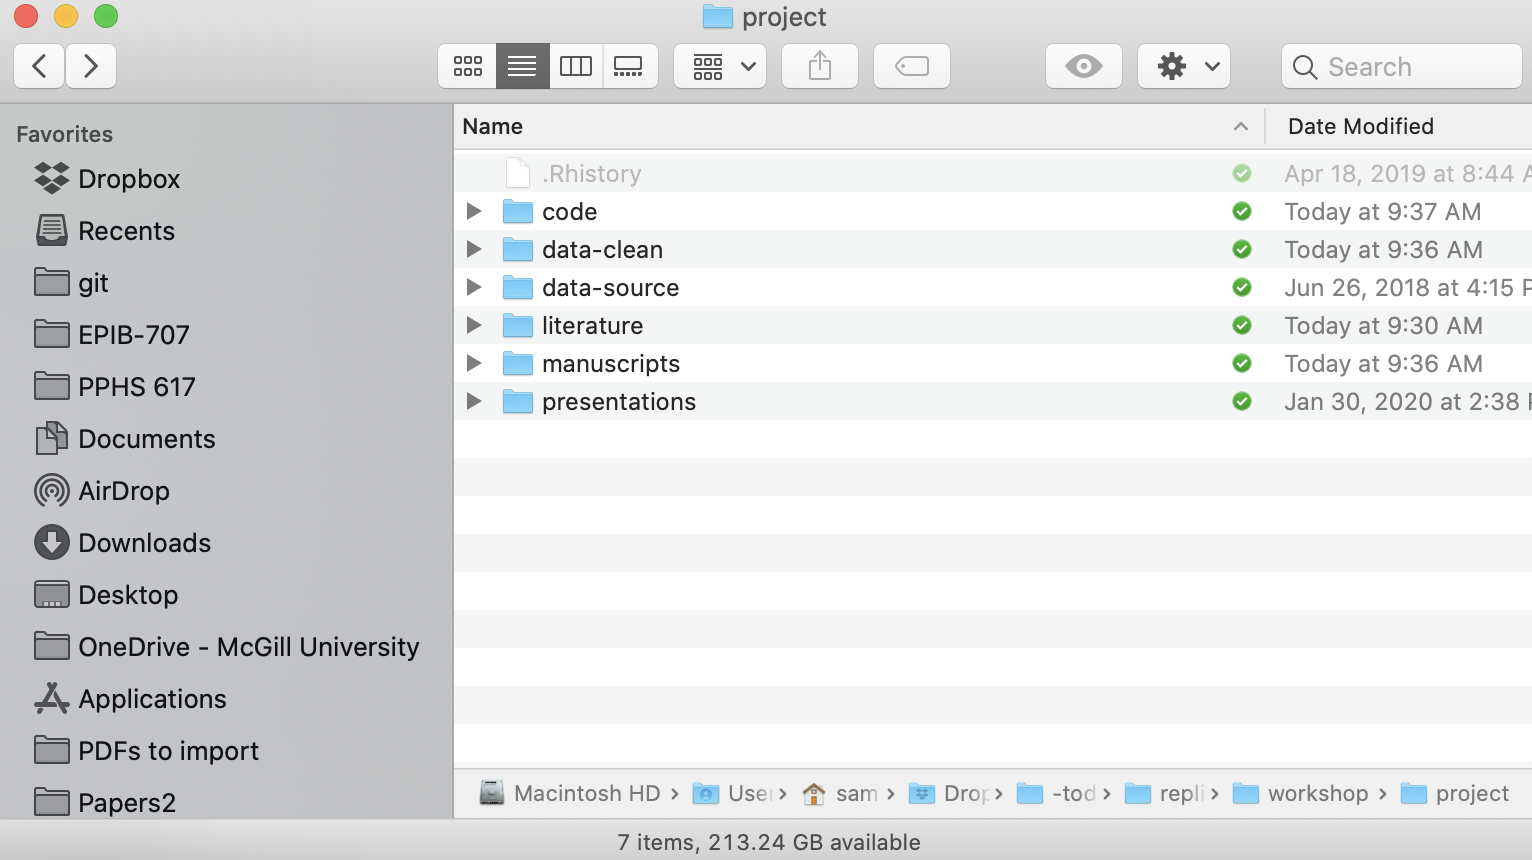 project
Search
Favorites
Dropbox
Recents
git
EPIB-707
PPHS 617
Documents
AirDrop
Downloads
Desktop
OneDrive - McGill University
Applications
PDFs to import
Papers2
Name Date Modified
.Rhistory Apr 18, 2019 at 8:44 A
code Today at 9:37 AM
data-clean Today at 9:36 AM
data-source Jun 26, 2018 at 4:15 P
literature Today at 9:30 AM
manuscripts Today at 9:36 AM
presentations Jan 30, 2020 at 2:38 P
Macintosh HD › User › sam › Drop › -tod › repli › workshop › project
7 items, 213.24 GB available